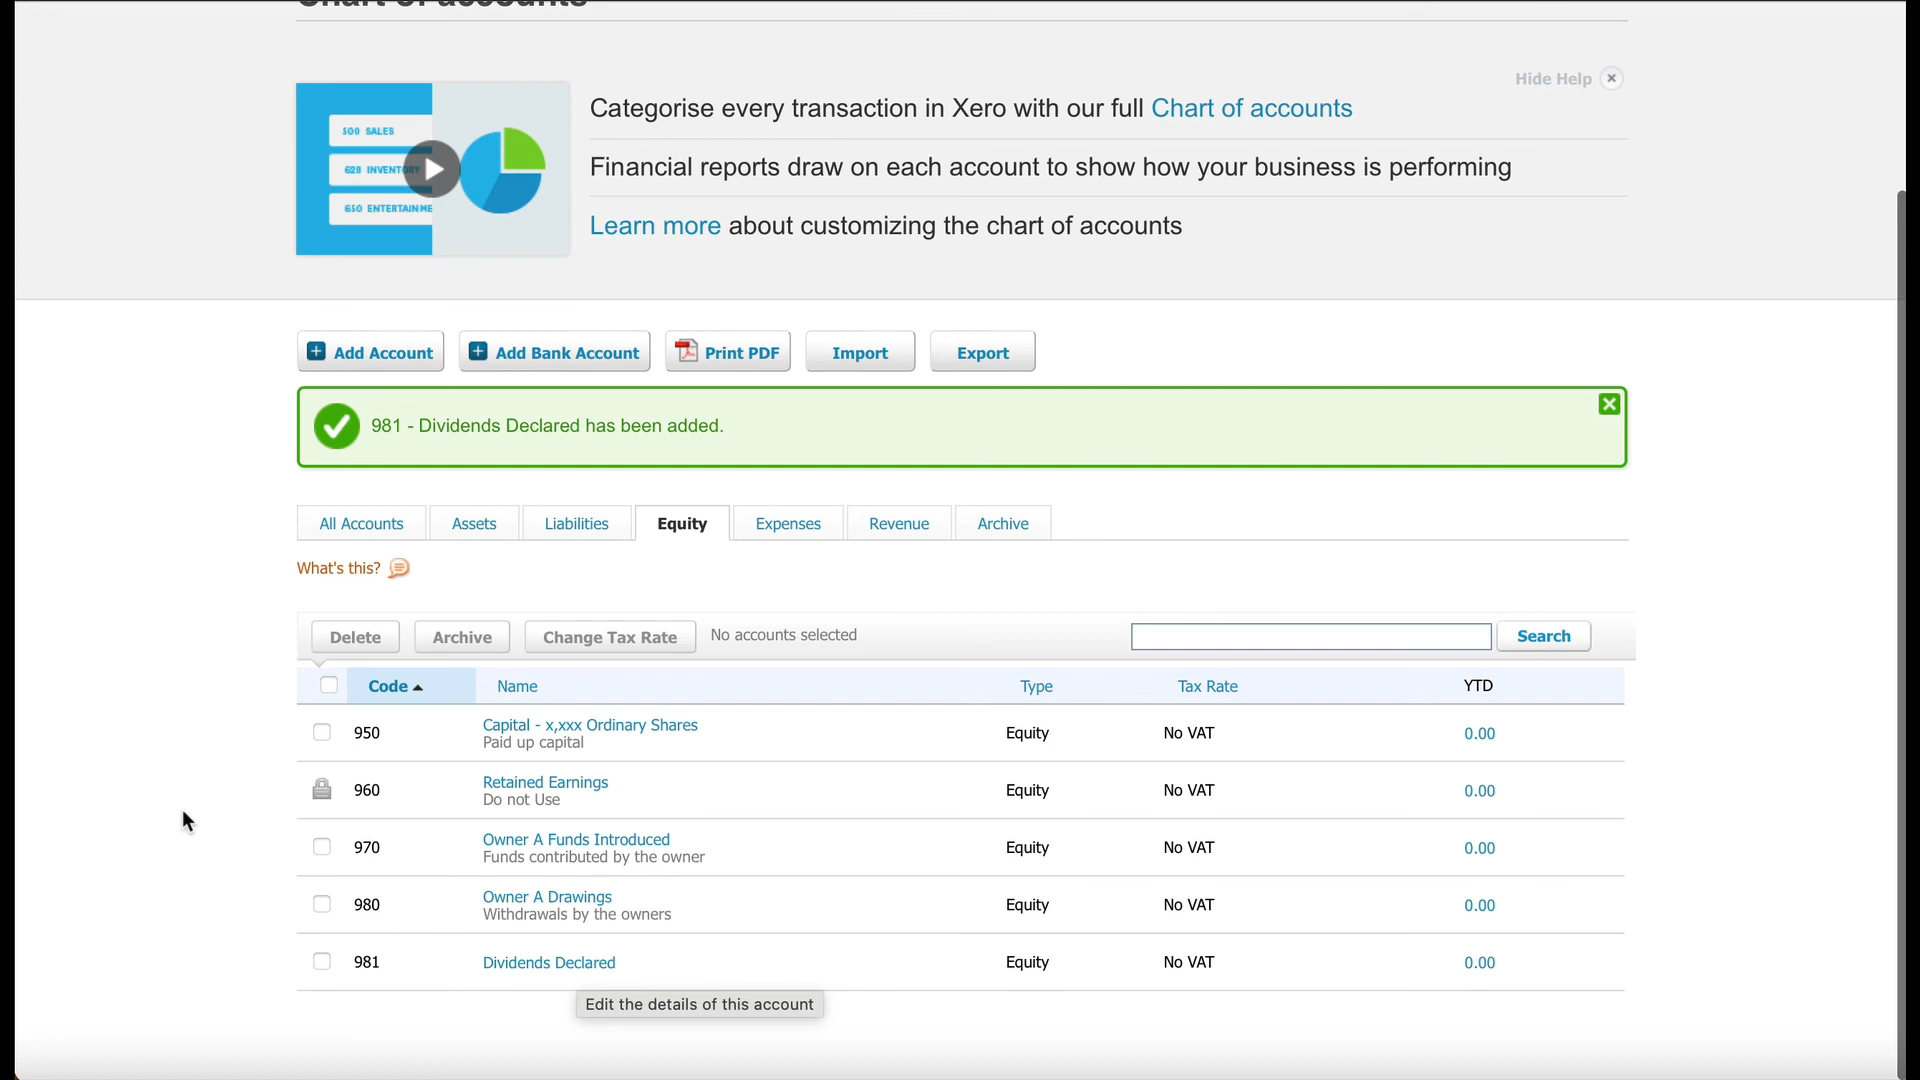 Chart of accounts
Hide Help
500 SALES
628 INVENTORY
650 ENTERTAINME
Categorise every transaction in Xero with our full Chart of accounts
Financial reports draw on each account to show how your business is performing
Learn more about customizing the chart of accounts
Add Account Add Bank Account Print PDF Import Export
981 - Dividends Declared has been added.
All Accounts Assets Liabilities Equity Expenses Revenue Archive
What's this?
Delete Archive Change Tax Rate No accounts selected Search
Code Name Type Tax Rate YTD
950 Capital - x,xxx Ordinary Shares Equity No VAT 0.00
Paid up capital
960 Retained Earnings Equity No VAT 0.00
Do not Use
970 Owner A Funds Introduced Equity No VAT 0.00
Funds contributed by the owner
980 Owner A Drawings Equity No VAT 0.00
Withdrawals by the owners
981 Dividends Declared Equity No VAT 0.00
Edit the details of this account